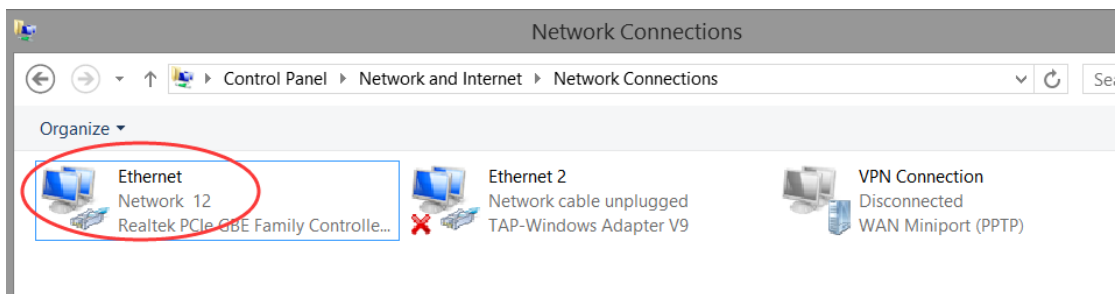 Network Connections
Control Panel Network and Internet Network Connections
Organize
Ethernet
Network 12
Realtek PCIe GBE Family Controlle...
Ethernet 2
Network cable unplugged
TAP-Windows Adapter V9
VPN Connection
Disconnected
WAN Miniport (PPTP)